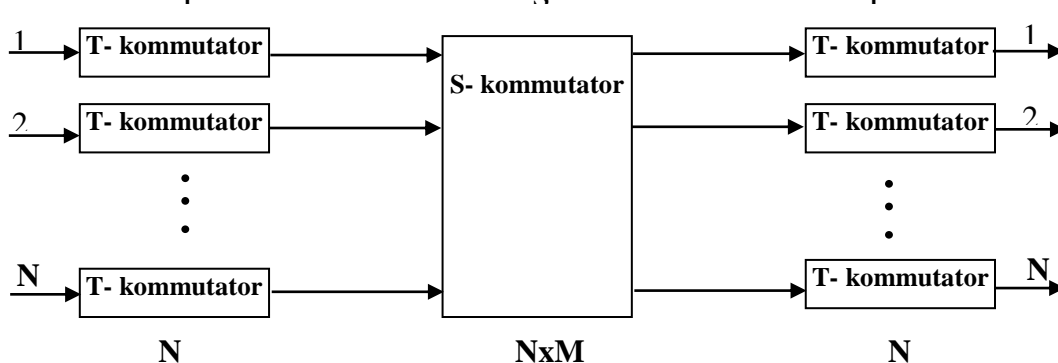 1 T- kommutator T- kommutator 1
S- kommutator
2 T- kommutator T- kommutator 2
N T- kommutator T- kommutator N
N NxM N